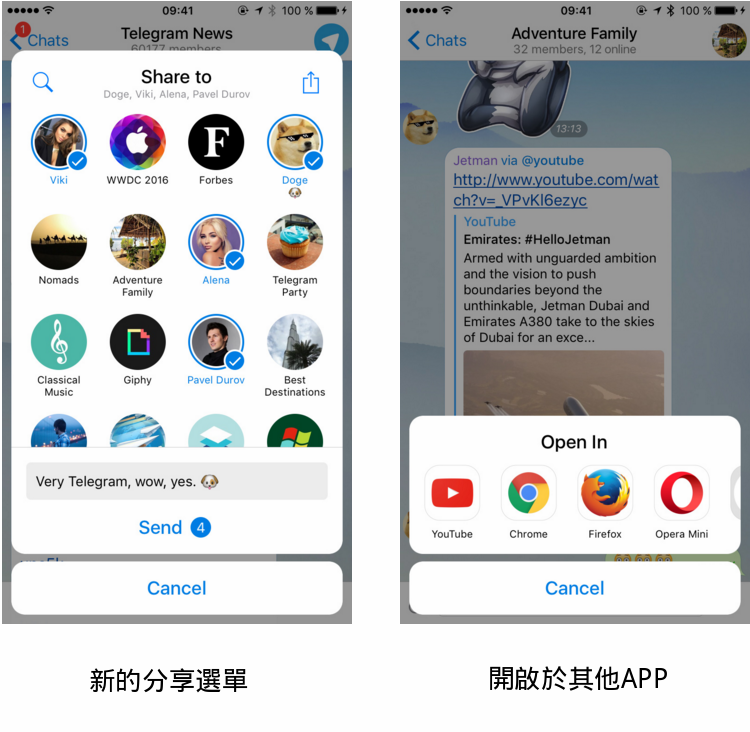 09:41
100 %
1
Chats
Telegram News
60177 members
Share to
Doge, Viki, Alena, Pavel Durov
Viki
WWDC 2016
F
Forbes
Doge
Nomads
Adventure
Family
Alena
Telegram
Party
Classical
Music
Giphy
Pavel Durov
Best
Destinations
Very Telegram, wow, yes.
Send 4
Cancel
新的分享選單
09:41
100 %
Chats
Adventure Family
32 members, 12 online
13:13
Jetman via @youtube
http://www.youtube.com/wat
ch?v=_VPvKl6ezyc
YouTube
Emirates: #HelloJetman
Armed with unguarded ambition
and the vision to push
boundaries beyond the
unthinkable, Jetman Dubai and
Emirates A380 take to the skies
of Dubai for an exce...
Open In
YouTube
Chrome
Firefox
Opera Mini
Cancel
開啟於其他APP